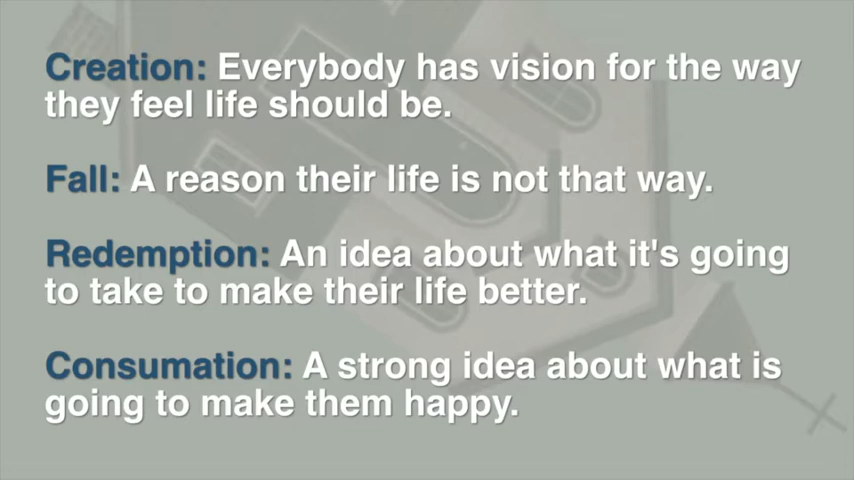 Creation: Everybody has vision for the way
they feel life should be.
Fall: A reason their life is not that way.
Redemption: An idea about what it's going
to take to make their life better.
Consumation: A strong idea about what is
going to make them happy.